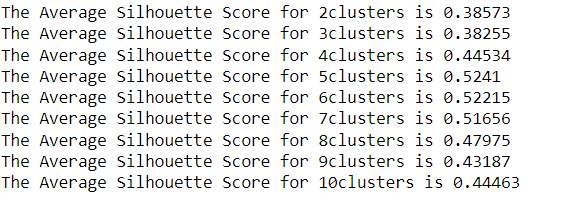 The Average Silhouette Score for 2clusters is 0.38573
The Average Silhouette Score for 3clusters is 0.38255
The Average Silhouette Score for 4clusters is 0.44534
The Average Silhouette Score for 5clusters is 0.5241
The Average Silhouette Score for 6clusters is 0.52215
The Average Silhouette Score for 7clusters is 0.51656
The Average Silhouette Score for 8clusters is 0.47975
The Average Silhouette Score for 9clusters is 0.43187
The Average Silhouette Score for 10clusters is 0.44463